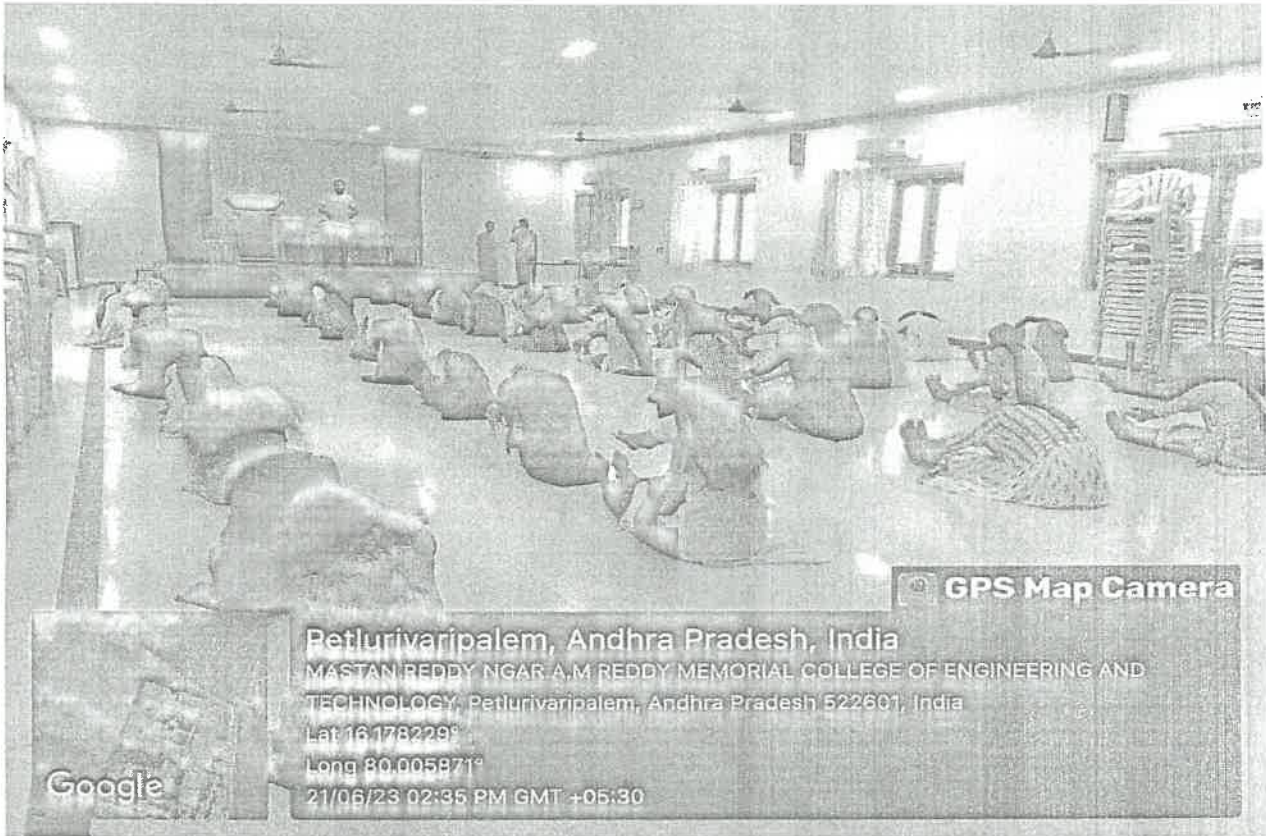 GPS Map Camera
Petlurivaripalem, Andhra Pradesh, India
MASTAN REDDY NGAR A.M REDDY MEMORIAL COLLEGE OF ENGINEERING AND
TECHNOLOGY, Petlurivaripalem, Andhra Pradesh 522601, India
Lat 16.178229°
Long 80.005871°
21/06/23 02:35 PM GMT +05:30
Google